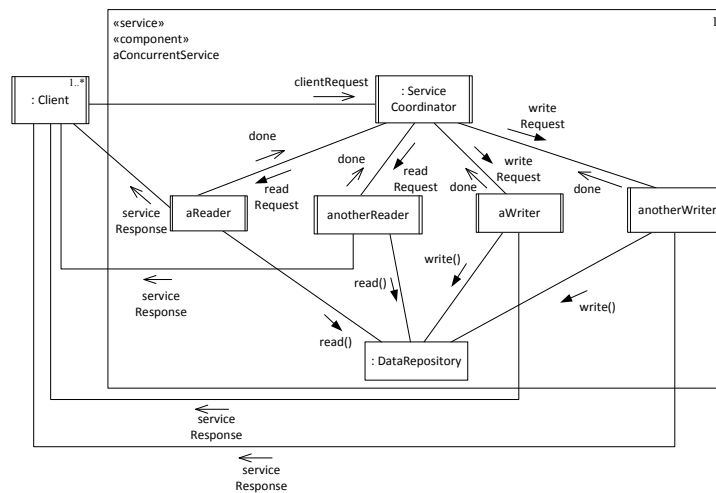 «service»
«component»
aConcurrentService
1..*
: Client
clientRequest
: Service
Coordinator
write
Request
done
done
read
Request
read
Request
write
Request
done
done
service
Response
aReader
anotherReader
aWriter
anotherWriter
service
Response
read()
read()
write()
write()
: DataRepository
service
Response
service
Response